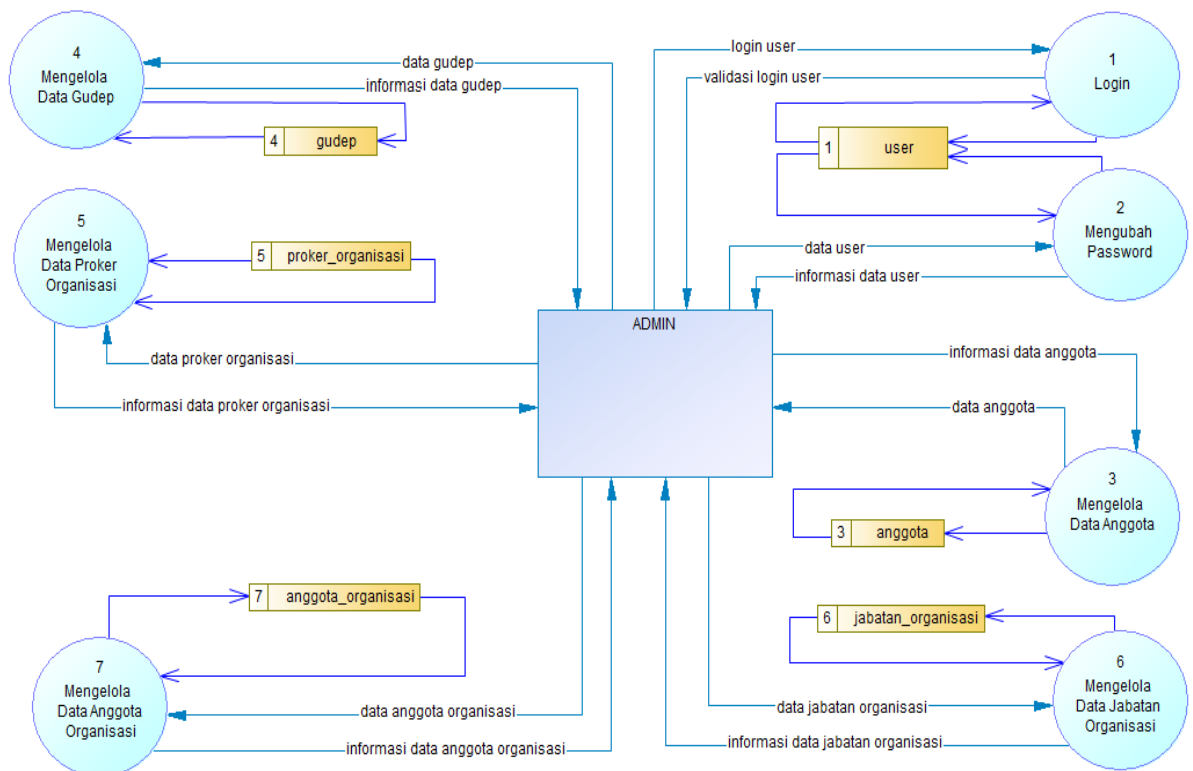 4
Mengelola
Data Gudep
data gudep
informasi data gudep
4 gudep
login user
validasi login user
1
Login
1 user
2
Mengubah
Password
data user
informasi data user
5
Mengelola
Data Proker
Organisasi
5 proker_organisasi
ADMIN
data proker organisasi
informasi data proker organisasi
informasi data anggota
data anggota
3
Mengelola
Data Anggota
3 anggota
7 anggota_organisasi
7
Mengelola
Data Anggota
Organisasi
data anggota organisasi
informasi data anggota organisasi
6 jabatan_organisasi
6
Mengelola
Data Jabatan
Organisasi
data jabatan organisasi
informasi data jabatan organisasi